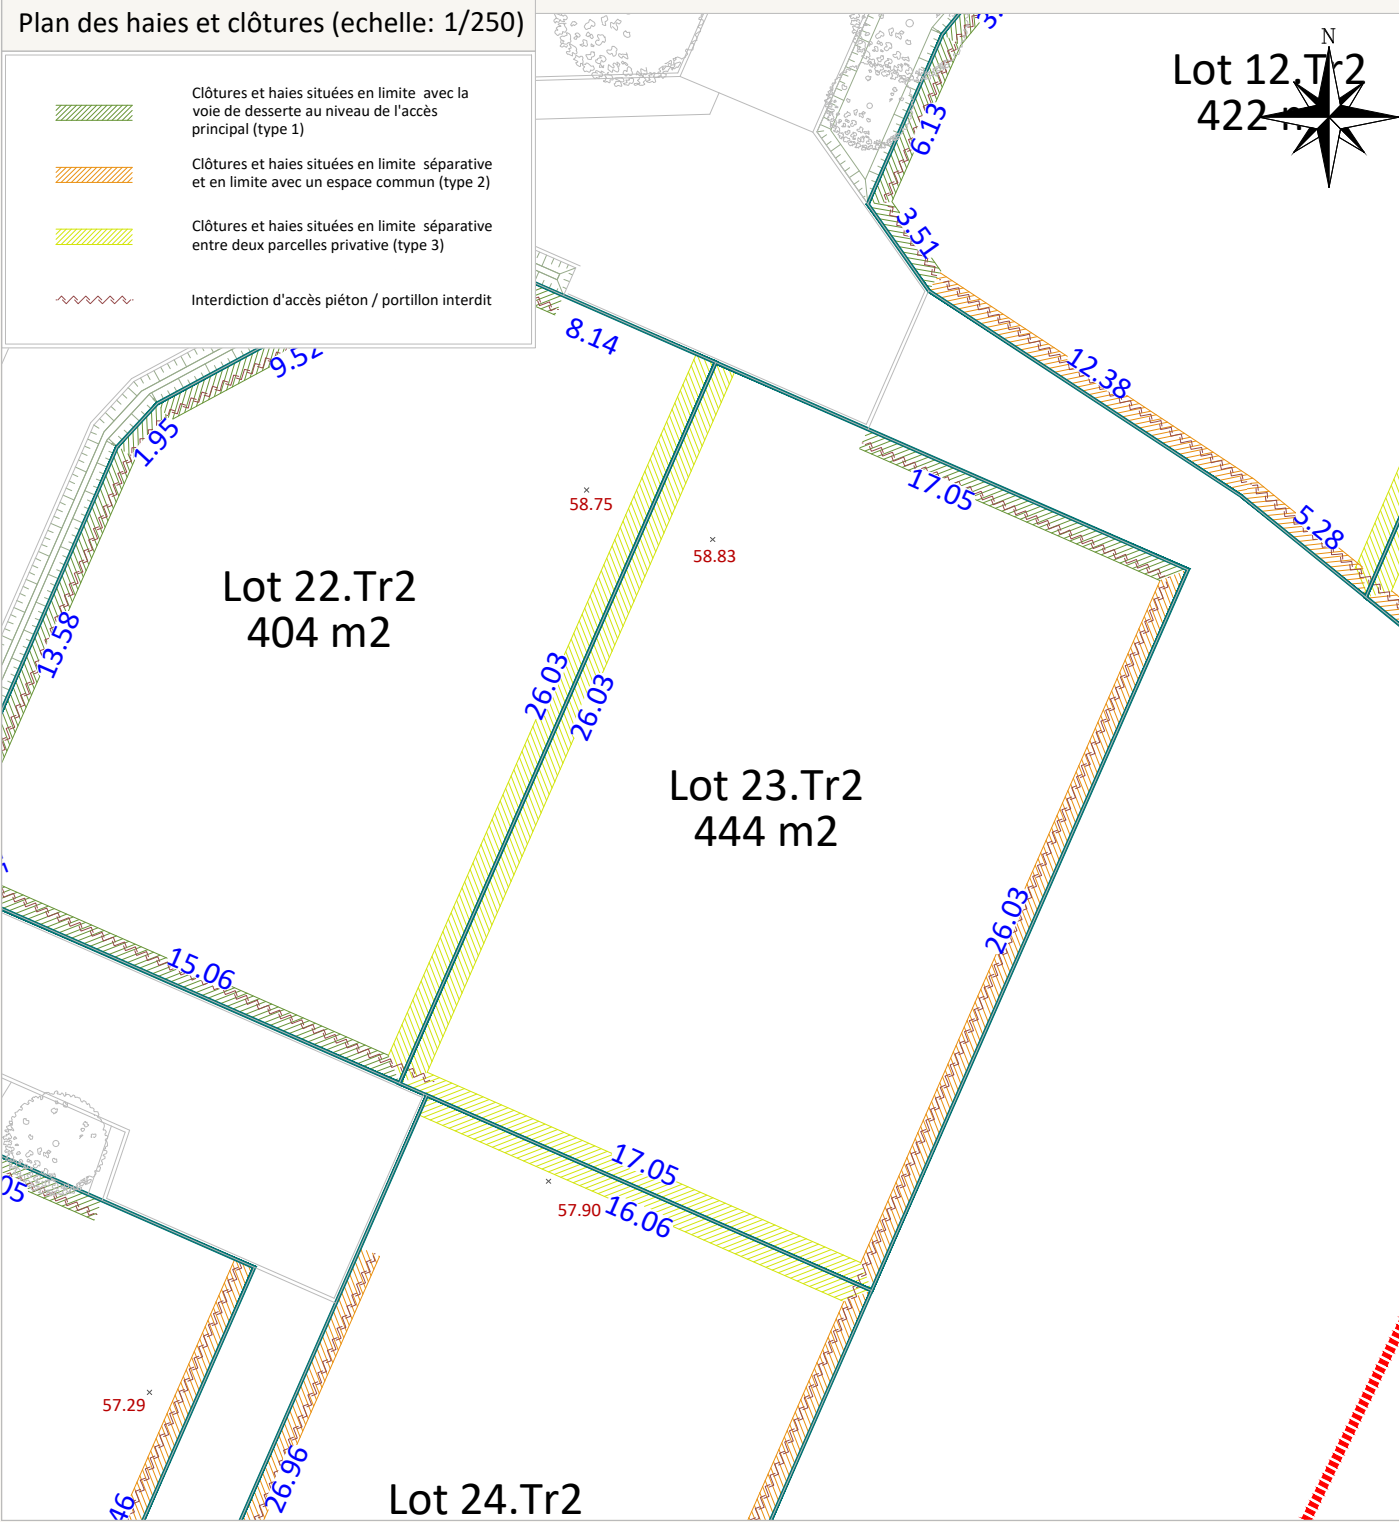 Plan des haies et clôtures (echelle: 1/250)
Clôtures et haies situées en limite avec la
voie de desserte au niveau de l'accès
principal (type 1)
Clôtures et haies situées en limite séparative
et en limite avec un espace commun (type 2)
Clôtures et haies situées en limite séparative
entre deux parcelles privative (type 3)
Interdiction d'accès piéton / portillon interdit
N
Lot 12.Tr2
422
6.13
3.51
8.14
9.52
12.38
1.95
17.05
5.28
58.75
58.83
Lot 22.Tr2
404 m2
13.58
26.03
26.03
Lot 23.Tr2
444 m2
26.03
15.06
17.05
57.90
16.06
05
57.29
26.96
46
Lot 24.Tr2